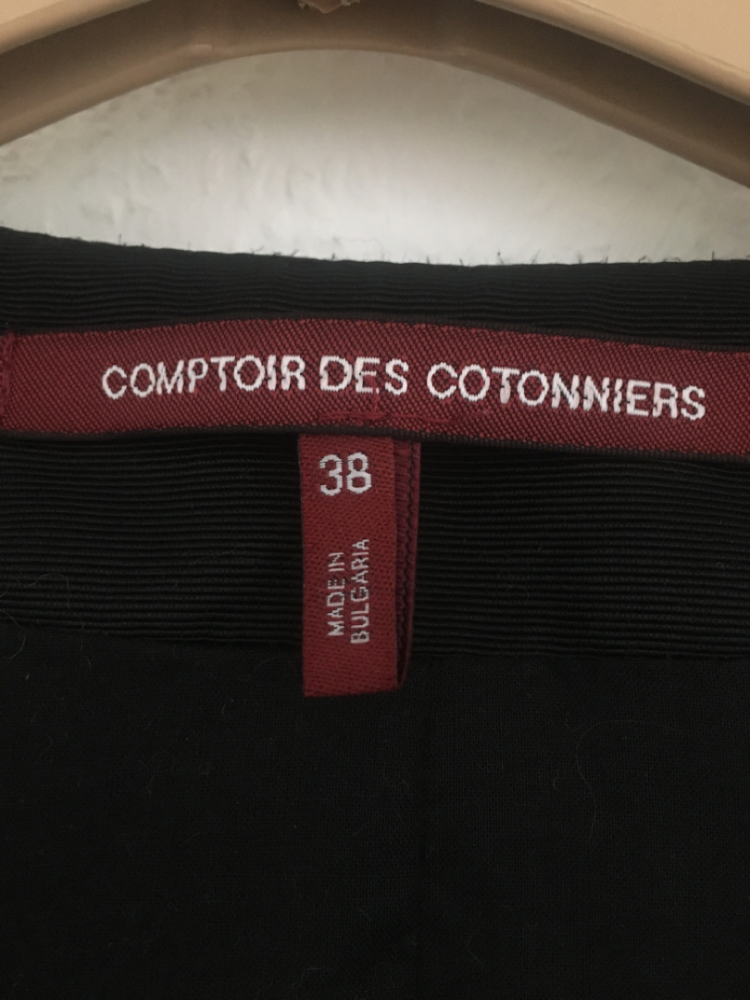 COMPTOIR DES COTONNIERS
38
MADE IN
BULGARIA